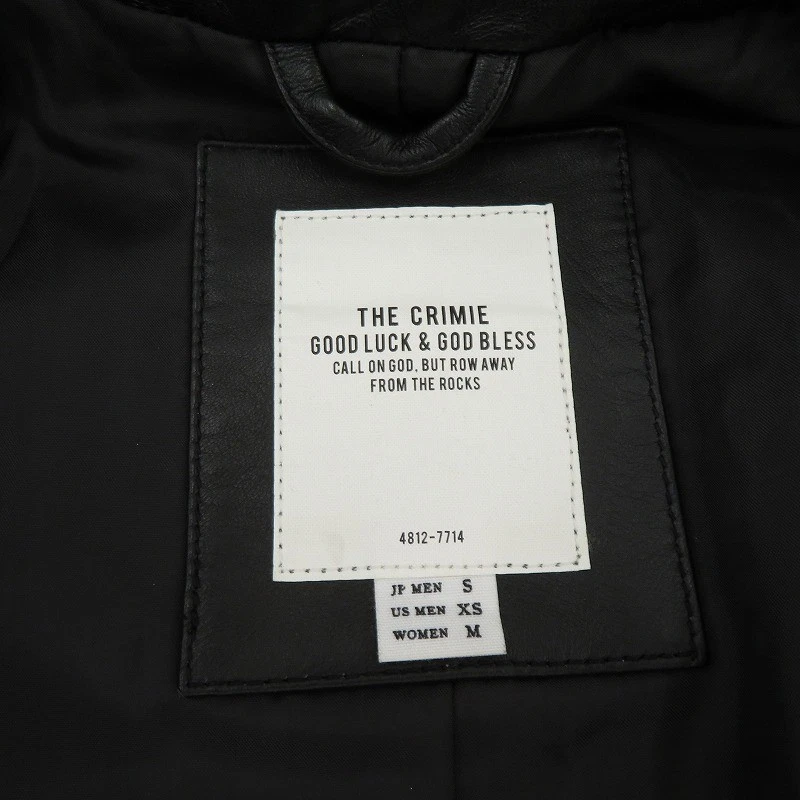 THE CRIMIE
GOOD LUCK & GOD BLESS
CALL ON GOD, BUT ROW AWAY
FROM THE ROCKS
4812-7714
JP MEN S
US MEN XS
WOMEN M